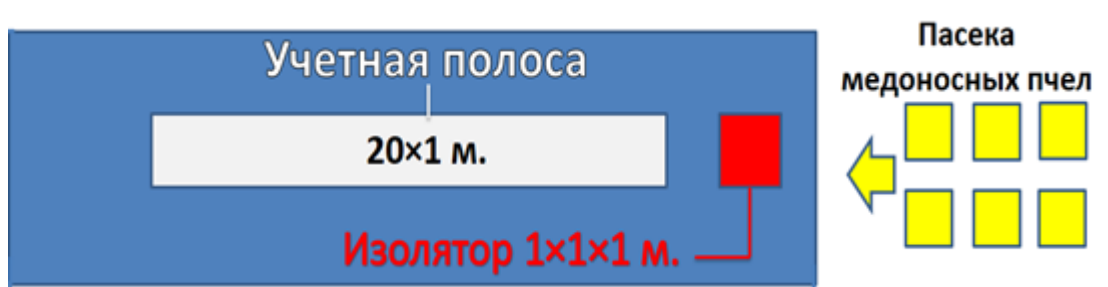 Учетная полоса
Пасека
медоносных пчел
20×1 м.
Изолятор 1×1×1 м.